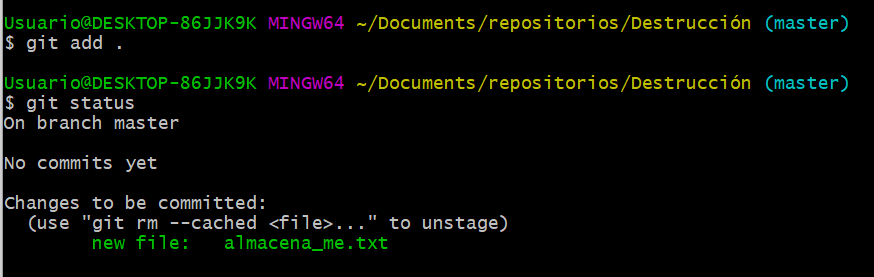 Usuario@DESKTOP-86JJK9K MINGW64 ~/Documents/repositorios/Destrucción (master)
$ git add .
Usuario@DESKTOP-86JJK9K MINGW64 ~/Documents/repositorios/Destrucción (master)
$ git status
On branch master
No commits yet
Changes to be committed:
  (use "git rm --cached <file>..." to unstage)
        new file:   almacena_me.txt